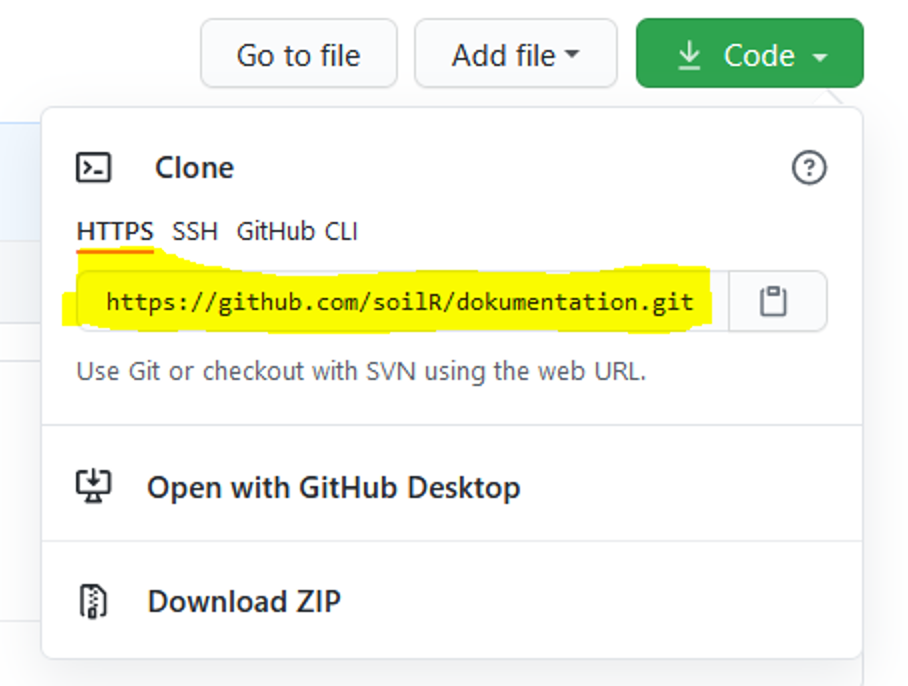 Go to file Add file Code
Clone
HTTPS SSH GitHub CLI
https://github.com/soilR/dokumentation.git
Use Git or checkout with SVN using the web URL.
Open with GitHub Desktop
Download ZIP